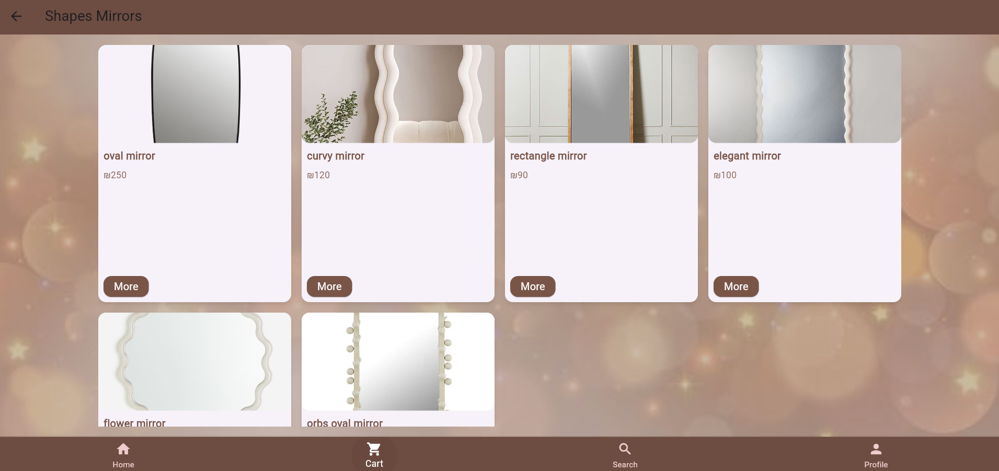 Shapes Mirrors
oval mirror
₪250
More
curvy mirror
₪120
More
rectangle mirror
₪90
More
elegant mirror
₪100
More
flower mirror
orbs oval mirror
Home
Cart
Search
Profile